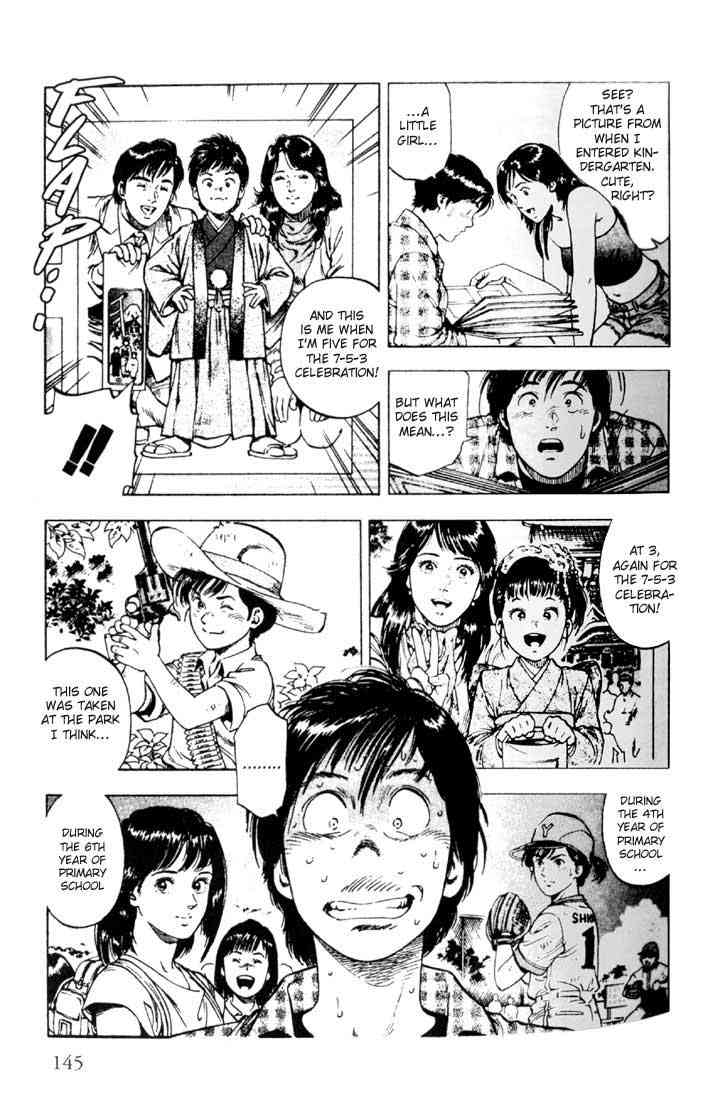 SEE?
THAT'S A
PICTURE FROM
WHEN I
ENTERED KIN-
DERGARTEN.
CUTE,
RIGHT?
...A
LITTLE
GIRL...
BUT WHAT
DOES THIS
MEAN...?
FLAP...
AND THIS
IS ME WHEN
I'M FIVE FOR
THE 7-5-3
CELEBRATION!
!!
AT 3,
AGAIN FOR
THE 7-5-3
CELEBRA-
TION!
THIS ONE
WAS TAKEN
AT THE PARK
I THINK...
.........
DURING
THE 4TH
YEAR OF
PRIMARY
SCHOOL
...
Y
1
DURING
THE 6TH
YEAR OF
PRIMARY
SCHOOL
145